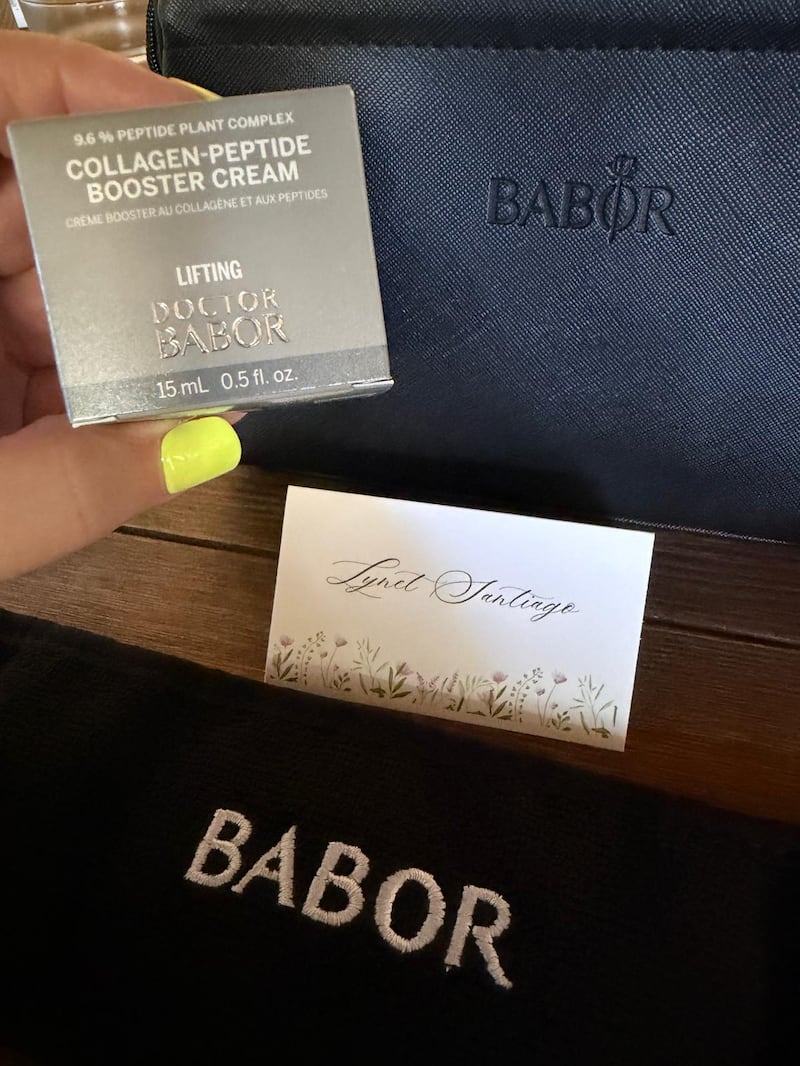 9.6 % PEPTIDE PLANT COMPLEX
COLLAGEN-PEPTIDE
BOOSTER CREAM
CRÈME BOOSTER AU COLLAGÈNE ET AUX PEPTIDES
LIFTING
DOCTOR
BABOR
15 mL 0.5 fl. oz.
BABOR
Lynet Santiago
BABOR